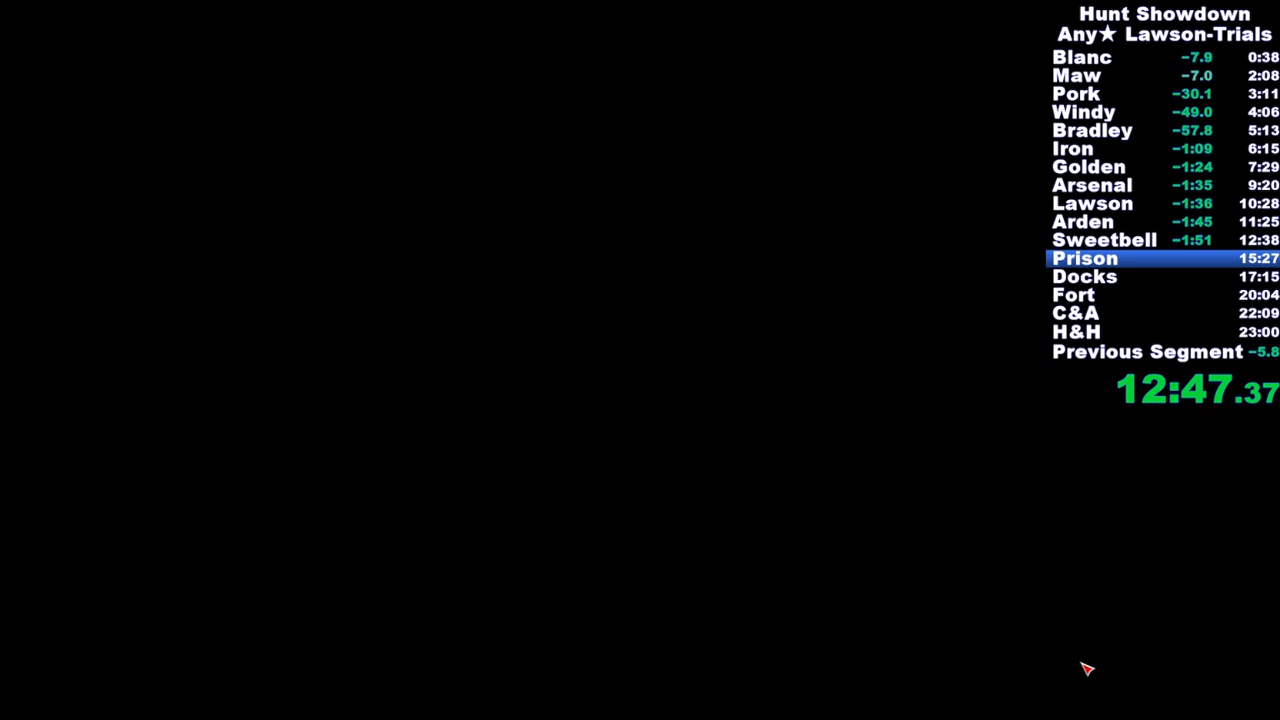 Hunt Showdown
Any★ Lawson-Trials
Blanc -7.9 0:38
Maw -7.0 2:08
Pork -30.1 3:11
Windy -49.0 4:06
Bradley -57.8 5:13
Iron -1:09 6:15
Golden -1:24 7:29
Arsenal -1:35 9:20
Lawson -1:36 10:28
Arden -1:45 11:25
Sweetbell -1:51 12:38
Prison 15:27
Docks 17:15
Fort 20:04
C&A 22:09
H&H 23:00
Previous Segment -5.8
12:47.37